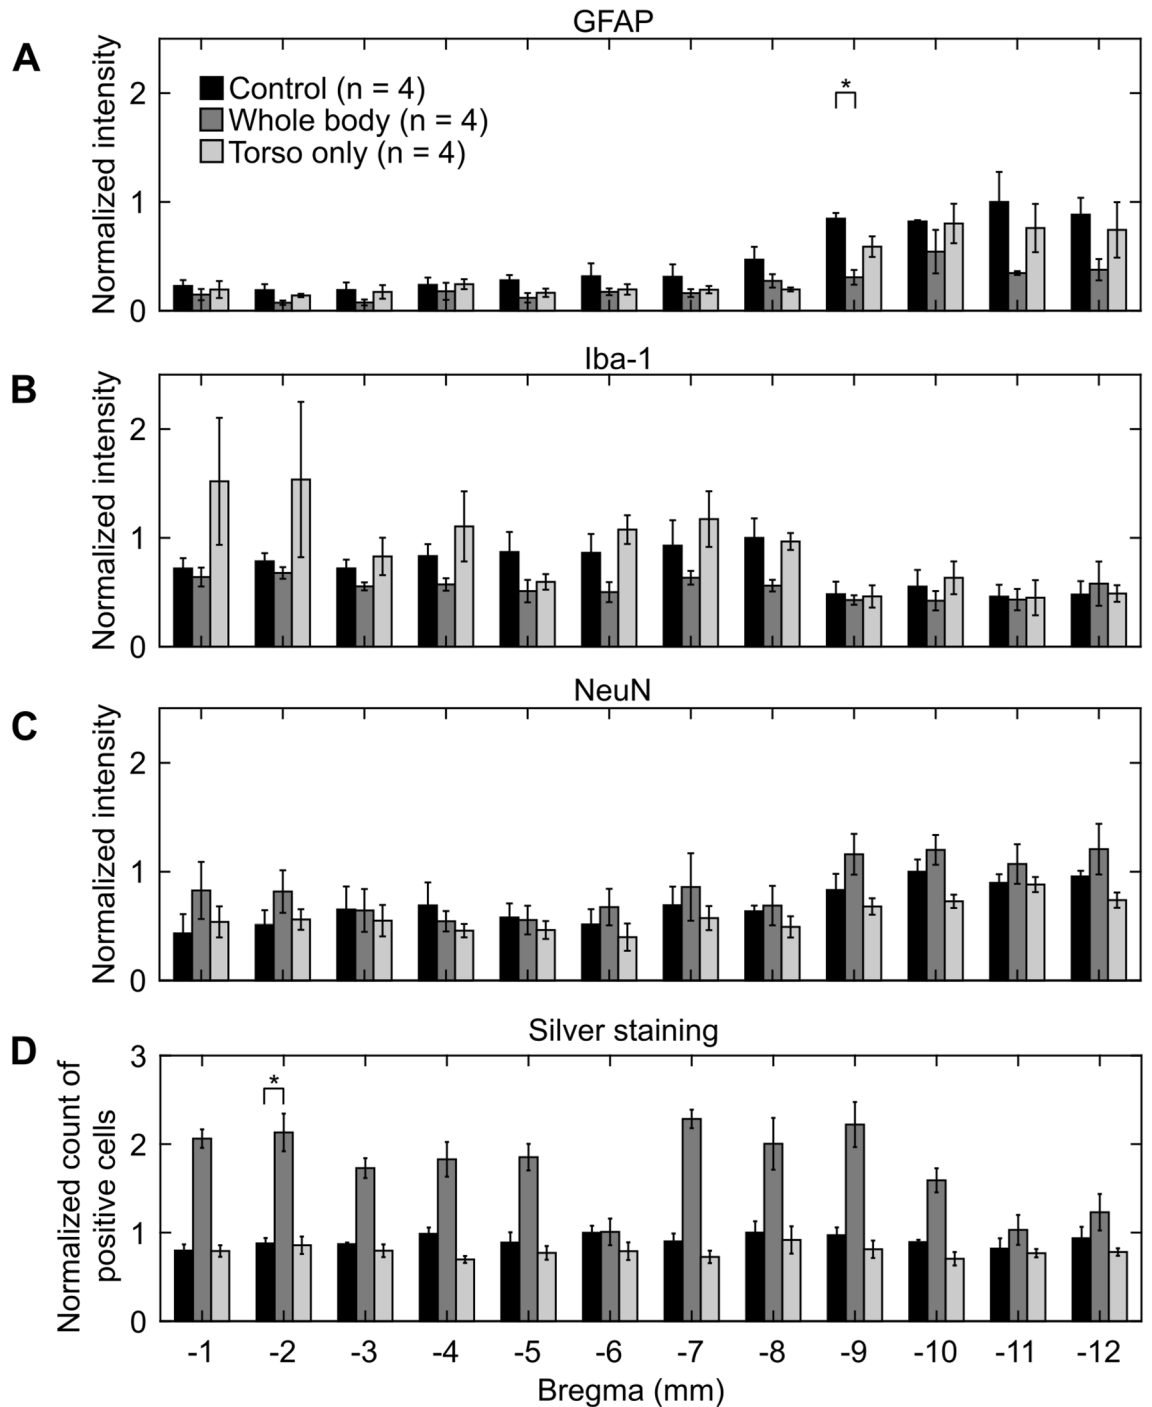 GFAP
A
Normalized intensity
2
1
0
Control (n = 4)
Whole body (n = 4)
Torso only (n = 4)
*
Iba-1
B
Normalized intensity
2
1
0
NeuN
C
Normalized intensity
2
1
0
Silver staining
D
Normalized count of
positive cells
3
2
1
0
*
-1 -2 -3 -4 -5 -6 -7 -8 -9 -10 -11 -12
Bregma (mm)